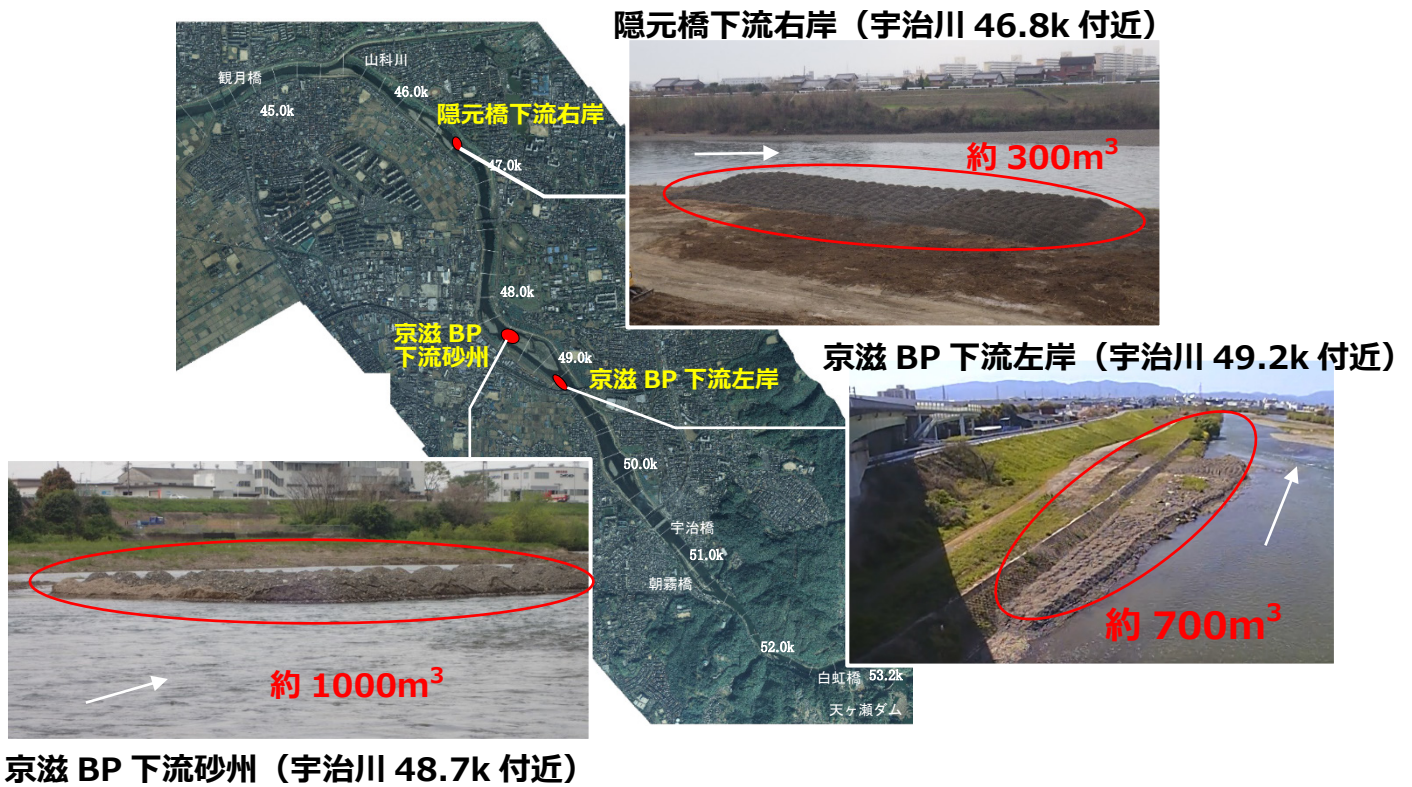 隠元橋下流右岸（宇治川 46.8k 付近）
観月橋
山科川
45.0k
46.0k
隠元橋下流右岸
47.0k
約 300m³
48.0k
京滋 BP
下流砂州
49.0k
京滋 BP 下流左岸
京滋 BP 下流左岸（宇治川 49.2k 付近）
約 700m³
50.0k
宇治橋
51.0k
朝霧橋
52.0k
白虹橋
53.2k
天ヶ瀬ダム
約 1000m³
京滋 BP 下流砂州（宇治川 48.7k 付近）